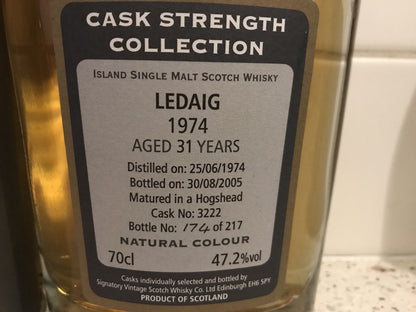 CASK STRENGTH
COLLECTION
ISLAND SINGLE MALT SCOTCH WHISKY
LEDAIG
1974
AGED 31 YEARS
Distilled on: 25/06/1974
Bottled on: 30/08/2005
Matured in a Hogshead
Cask No: 3222
Bottle No: 174 of 217
NATURAL COLOUR
70cl 47.2%vol
Casks individually selected and bottled by
Signatory Vintage Scotch Whisky Co. Ltd Edinburgh EH6 5PY
PRODUCT OF SCOTLAND